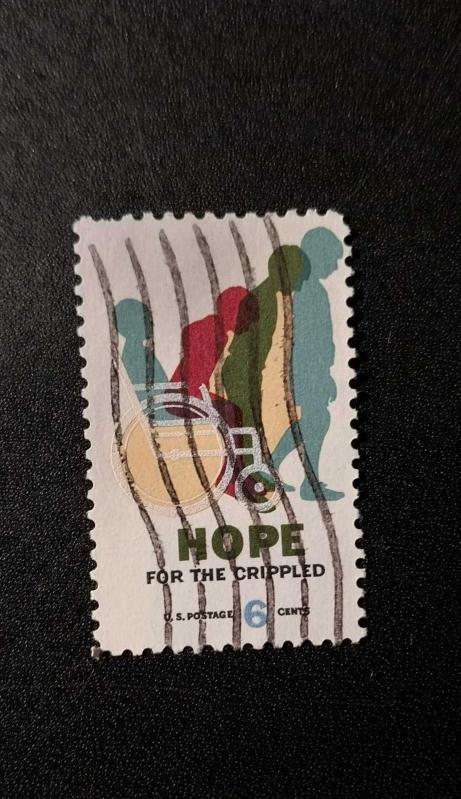 HOPE
FOR THE CRIPPLED
U.S. POSTAGE 6 CENTS